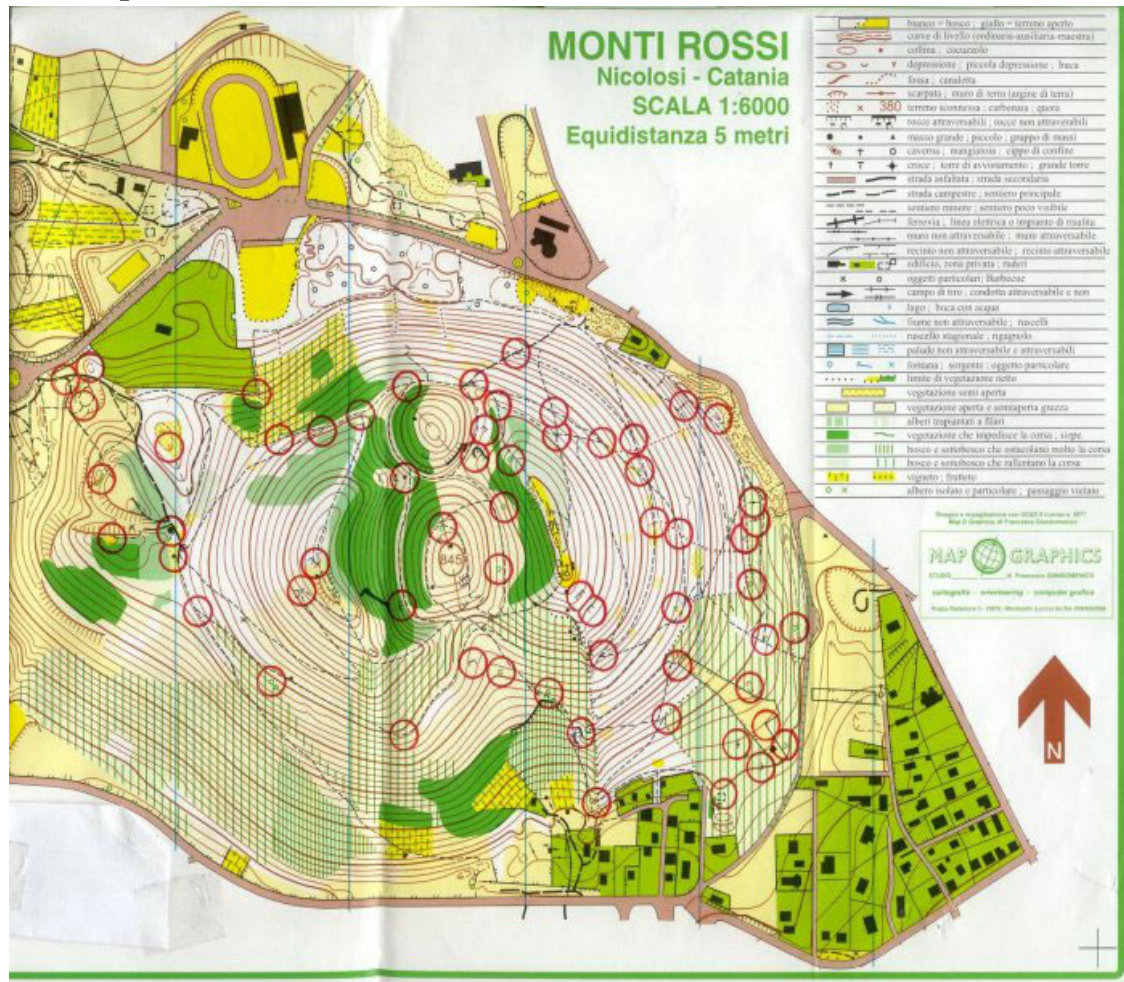 MONTI ROSSI
Nicolosi - Catania
SCALA 1:6000
Equidistanza 5 metri
bianco = bosco ; giallo = terreno aperto
curve di livello (ordinaria-ausiliaria-maestra)
collina ; cucuzzolo
depressione ; piccola depressione ; buca
fossa ; canaletta
scarpata ; muro di terra (argine di terra)
380 terreno sconnesso ; carbonaia ; quota
rocce attraversabili ; rocce non attraversabili
masso grande ; piccolo ; gruppo di massi
caverna ; mangiatoia ; cippo di confine
croce ; torre di avvistamento ; grande torre
strada asfaltata ; strada secondaria
strada campestre ; sentiero principale
sentiero minore ; sentiero poco visibile
ferrovia ; linea elettrica o impianto di risalita
muro non attraversabile ; muro attraversabile
recinto non attraversabile ; recinto attraversabile
edificio, zona privata ; ruderi
oggetti particolari; Barbecue
campo di tiro ; condotta attraversabile e non
lago ; buca con acqua
fiume non attraversabile ; ruscelli
ruscello stagionale ; rigagnolo
palude non attraversabile e attraversabili
fontana ; sorgente ; oggetto particolare
limite di vegetazione netto
vegetazione semi aperta
vegetazione aperta e semiaperta grezza
alberi trapiantati a filari
vegetazione che impedisce la corsa ; siepe
bosco e sottobosco che ostacolano molto la corsa
bosco e sottobosco che rallentano la corsa
vigneto ; frutteto
albero isolato e particolare ; passaggio vietato
MAP GRAPHICS
STUDIO di Francesco GIANDOMENICO
cartografia - orienteering - computer grafica
845
N